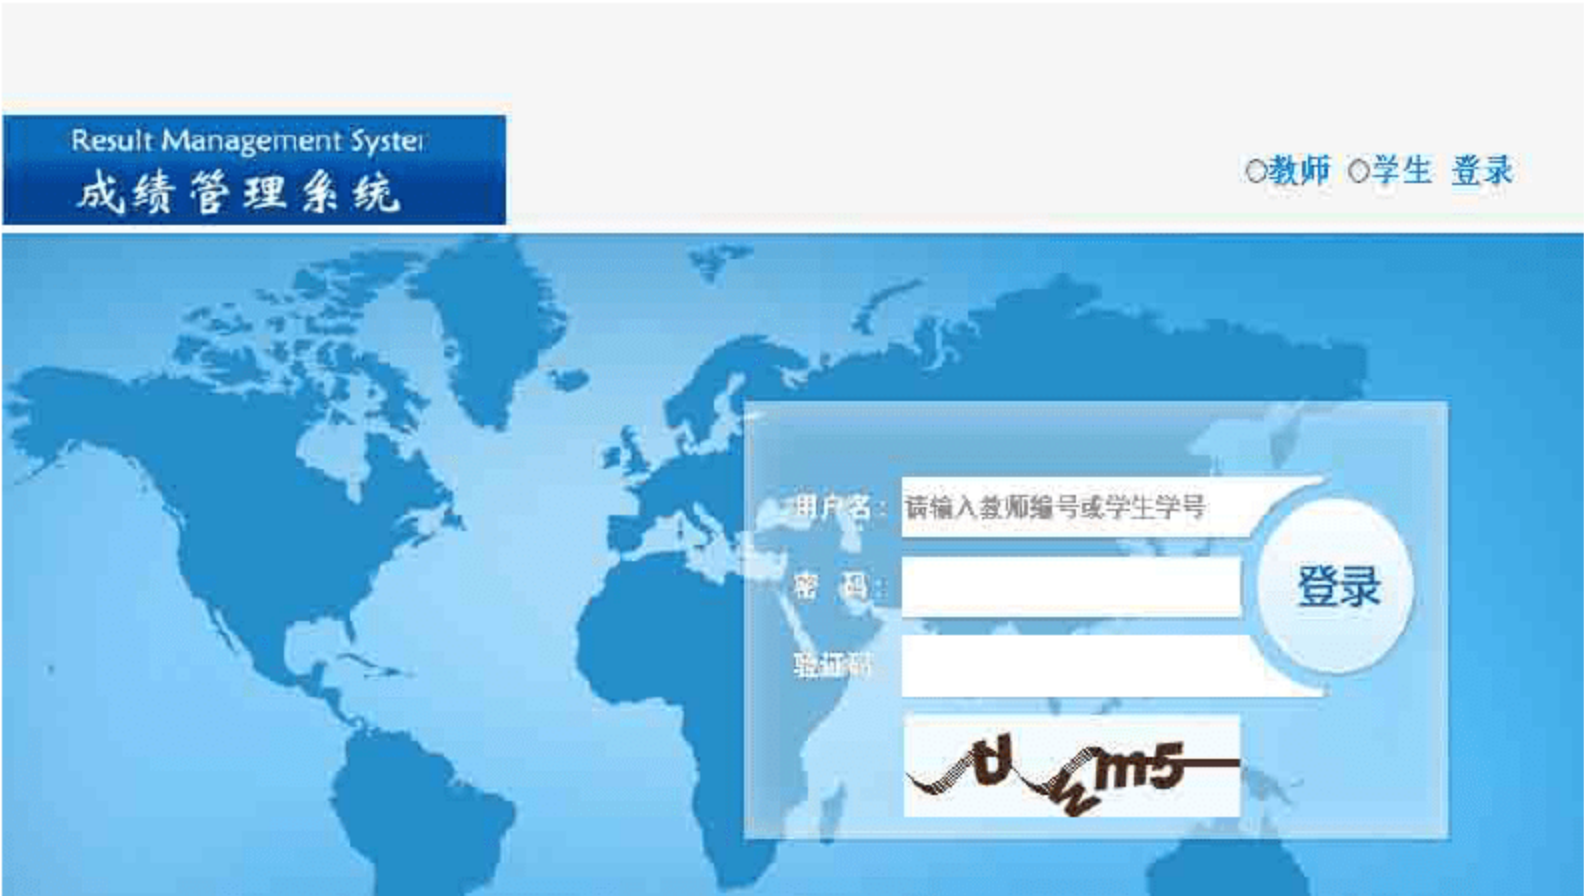 Result Management Syster
成绩管理系统
教师 学生 登录
用户名： 请输入教师编号或学生学号
密 码：
登录
验证码